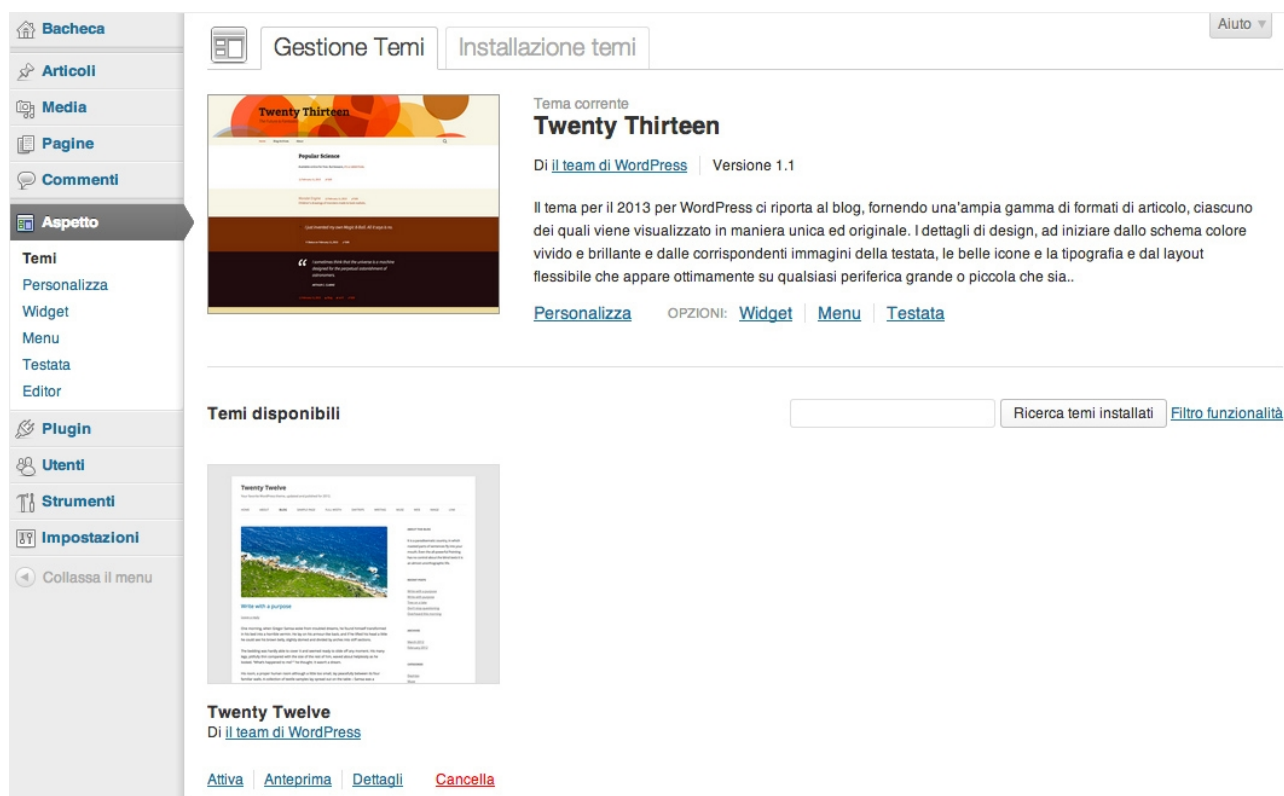 Bacheca
Articoli
Media
Pagine
Commenti
Aspetto
Temi
Personalizza
Widget
Menu
Testata
Editor
Plugin
Utenti
Strumenti
Impostazioni
Collassa il menu
Aiuto
Gestione Temi
Installazione temi
Twenty Thirteen
Popular Science
Tema corrente
Twenty Thirteen
Di il team di WordPress Versione 1.1
Il tema per il 2013 per WordPress ci riporta al blog, fornendo una'ampia gamma di formati di articolo, ciascuno
dei quali viene visualizzato in maniera unica ed originale. I dettagli di design, ad iniziare dallo schema colore
vivido e brillante e dalle corrispondenti immagini della testata, le belle icone e la tipografia e dal layout
flessibile che appare ottimamente su qualsiasi periferica grande o piccola che sia..
Personalizza OPZIONI: Widget Menu Testata
Temi disponibili
Ricerca temi installati Filtro funzionalità
Twenty Twelve
Write with a purpose
Twenty Twelve
Di il team di WordPress
Attiva Anteprima Dettagli Cancella